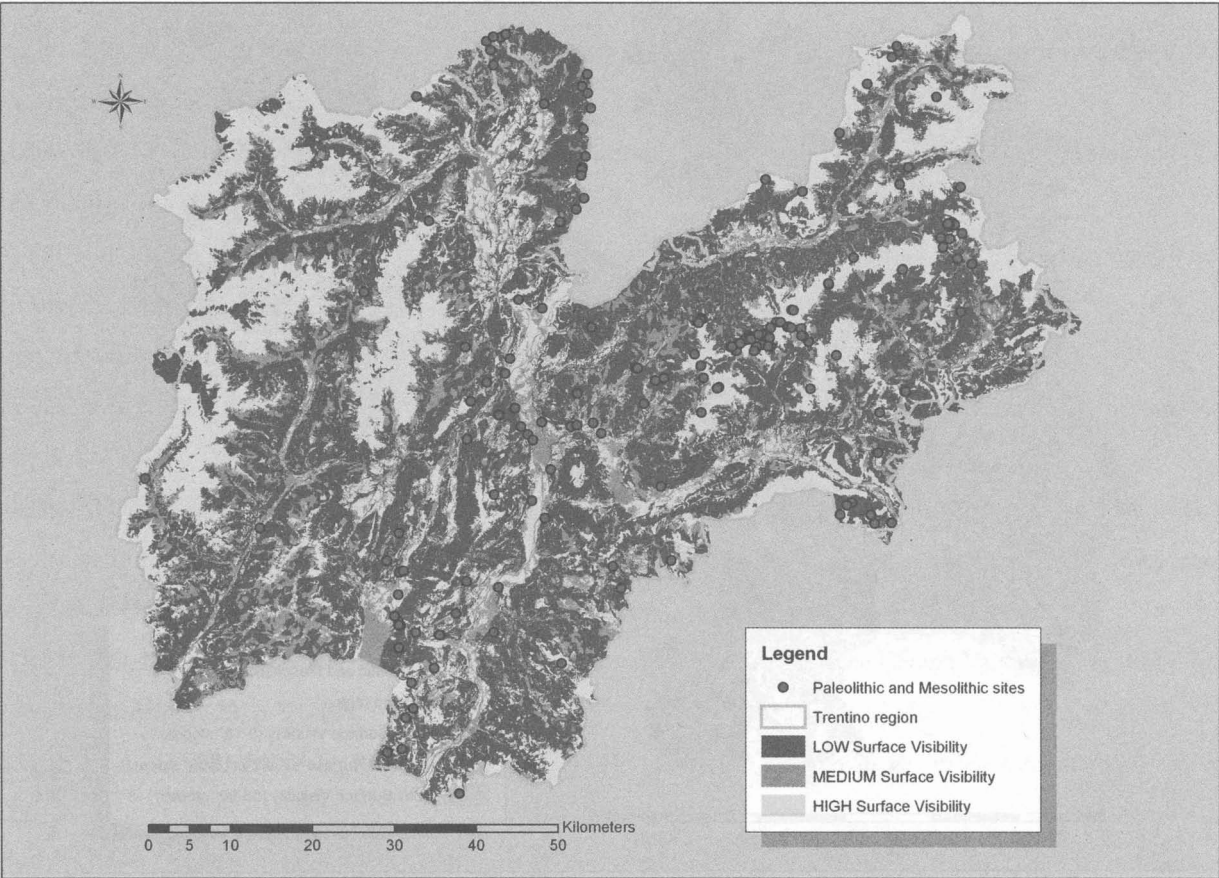 N
Legend
Paleolithic and Mesolithic sites
Trentino region
LOW Surface Visibility
MEDIUM Surface Visibility
HIGH Surface Visibility
Kilometers
0 5 10 20 30 40 50